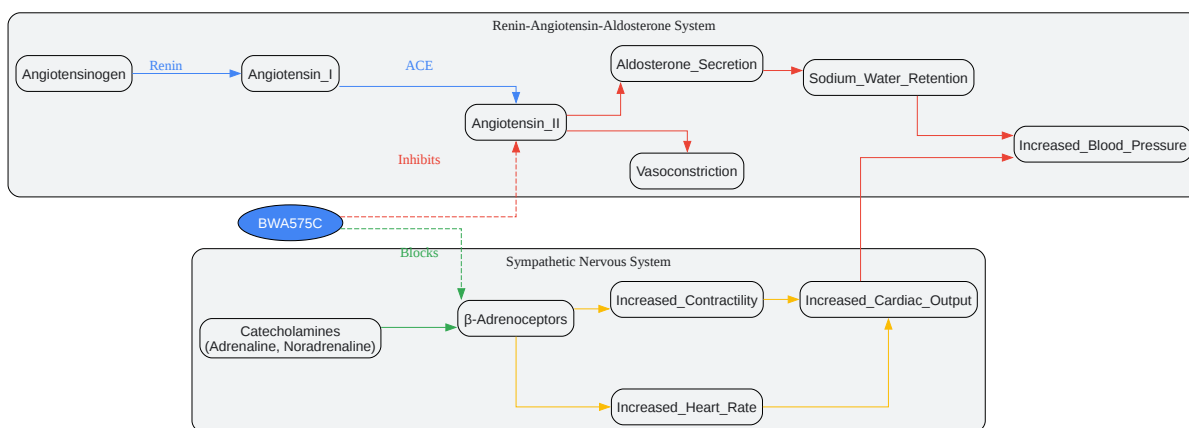 Renin-Angiotensin-Aldosterone System
Angiotensinogen
Renin
Angiotensin_I
ACE
Angiotensin_II
Aldosterone_Secretion
Sodium_Water_Retention
Vasoconstriction
Increased_Blood_Pressure
Inhibits
BWA575C
Blocks
Sympathetic Nervous System
Catecholamines
(Adrenaline, Noradrenaline)
β-Adrenoceptors
Increased_Contractility
Increased_Cardiac_Output
Increased_Heart_Rate